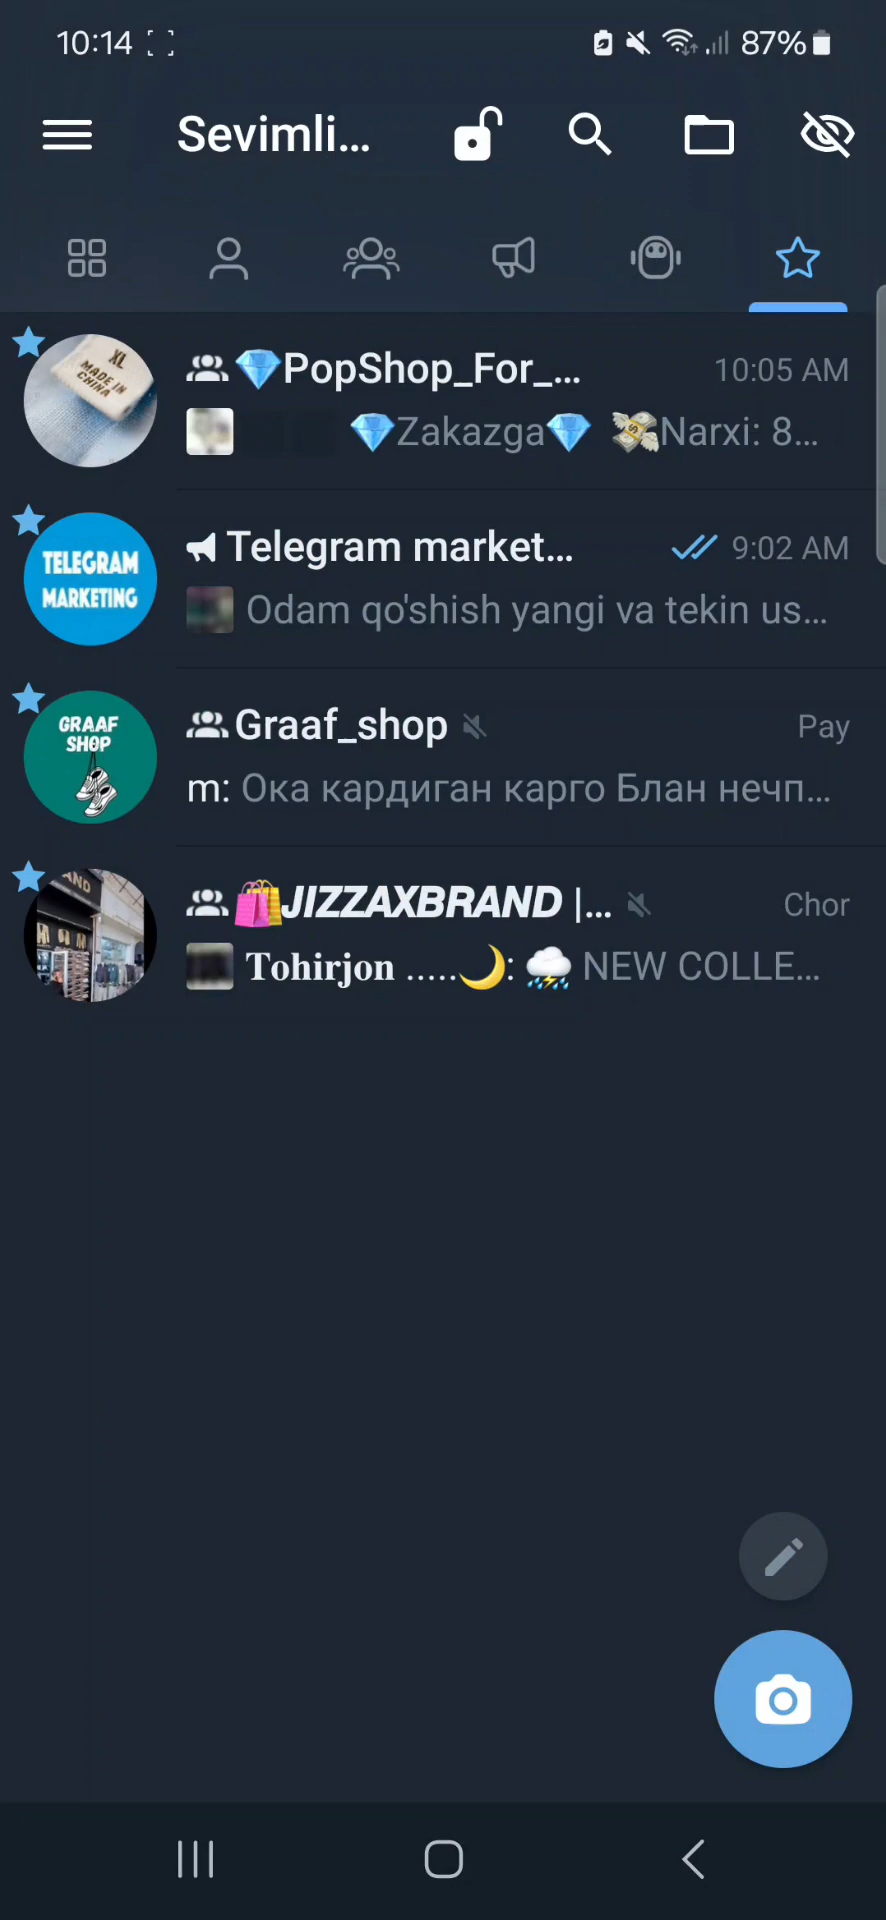 10:14 87%
Sevimli...
XL
MADE IN
CHINA
💎PopShop_For_... 10:05 AM
💎Zakazga💎 💸Narxi: 8...
TELEGRAM
MARKETING
Telegram market... 9:02 AM
Odam qo'shish yangi va tekin us...
GRAAF
SHOP
Graaf_shop Pay
m: Ока кардиган карго Блан нечп...
AND
🛍️JIZZAXBRAND |... Chor
Tohirjon .....🌙: ⛈️ NEW COLLE...